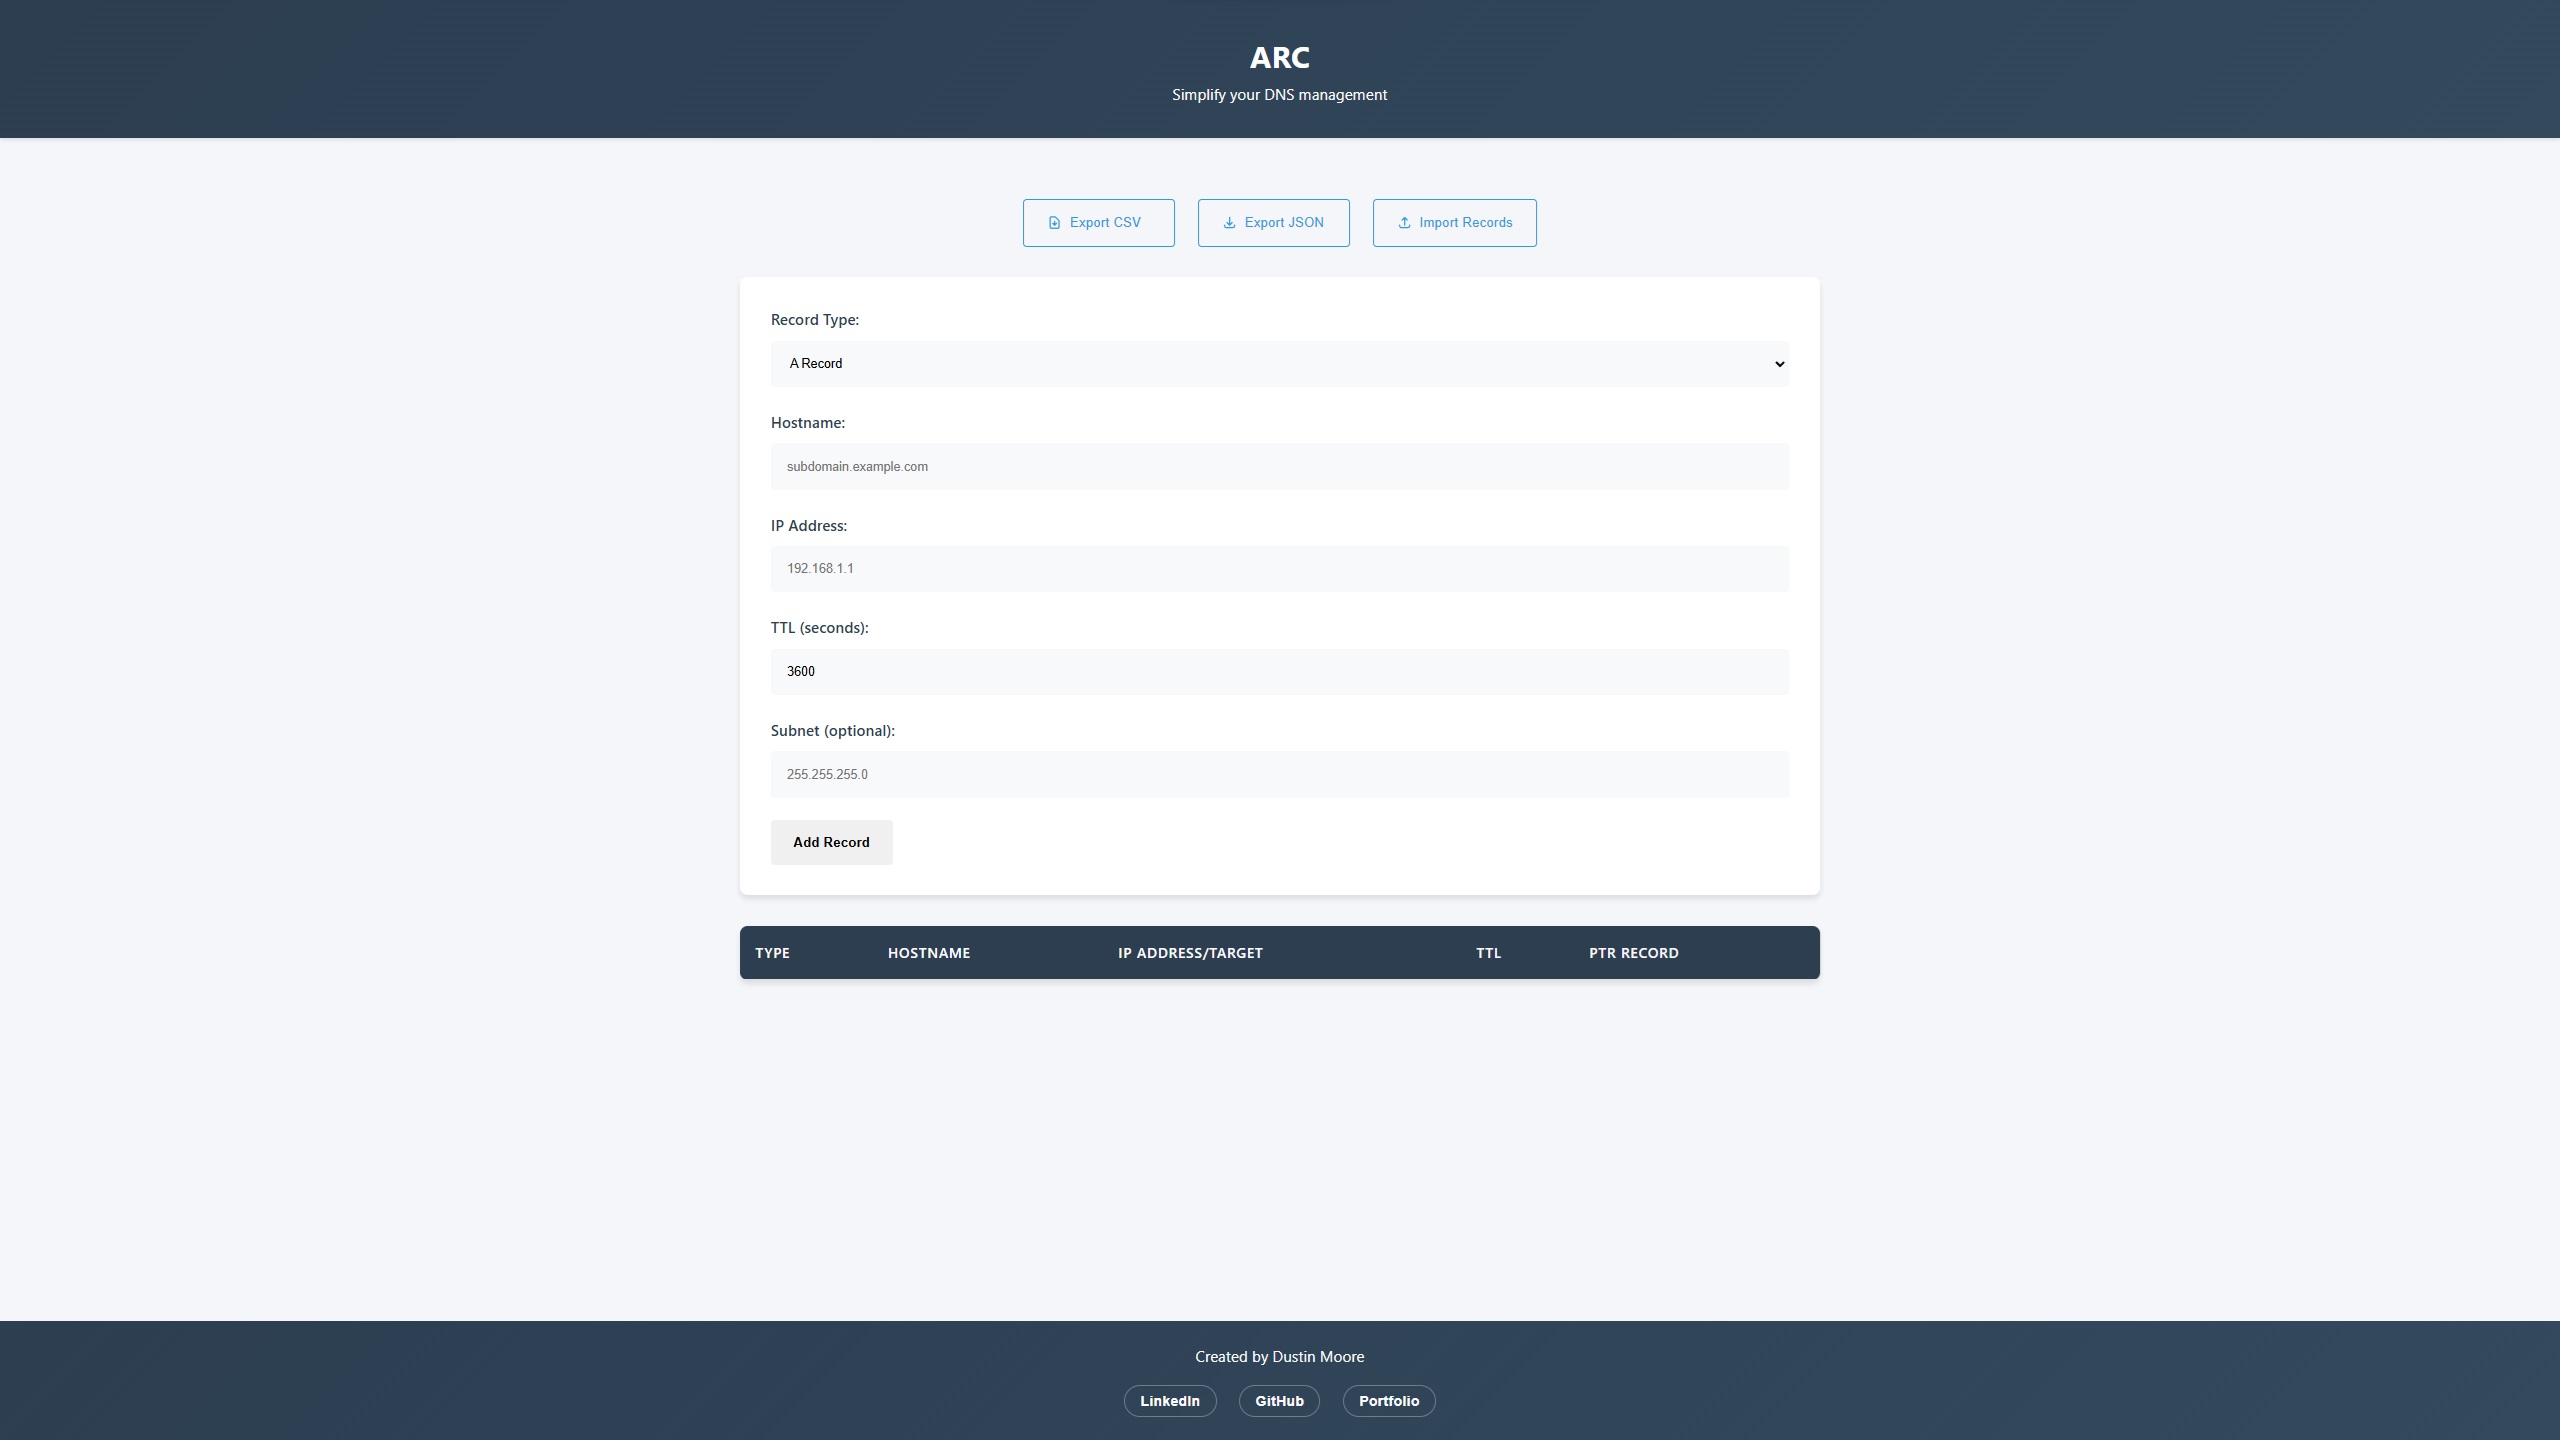 ARC
Simplify your DNS management
Export CSV
Export JSON
Import Records
Record Type:
A Record
Hostname:
subdomain.example.com
IP Address:
192.168.1.1
TTL (seconds):
3600
Subnet (optional):
255.255.255.0
Add Record
TYPE HOSTNAME IP ADDRESS/TARGET TTL PTR RECORD
Created by Dustin Moore
LinkedIn GitHub Portfolio